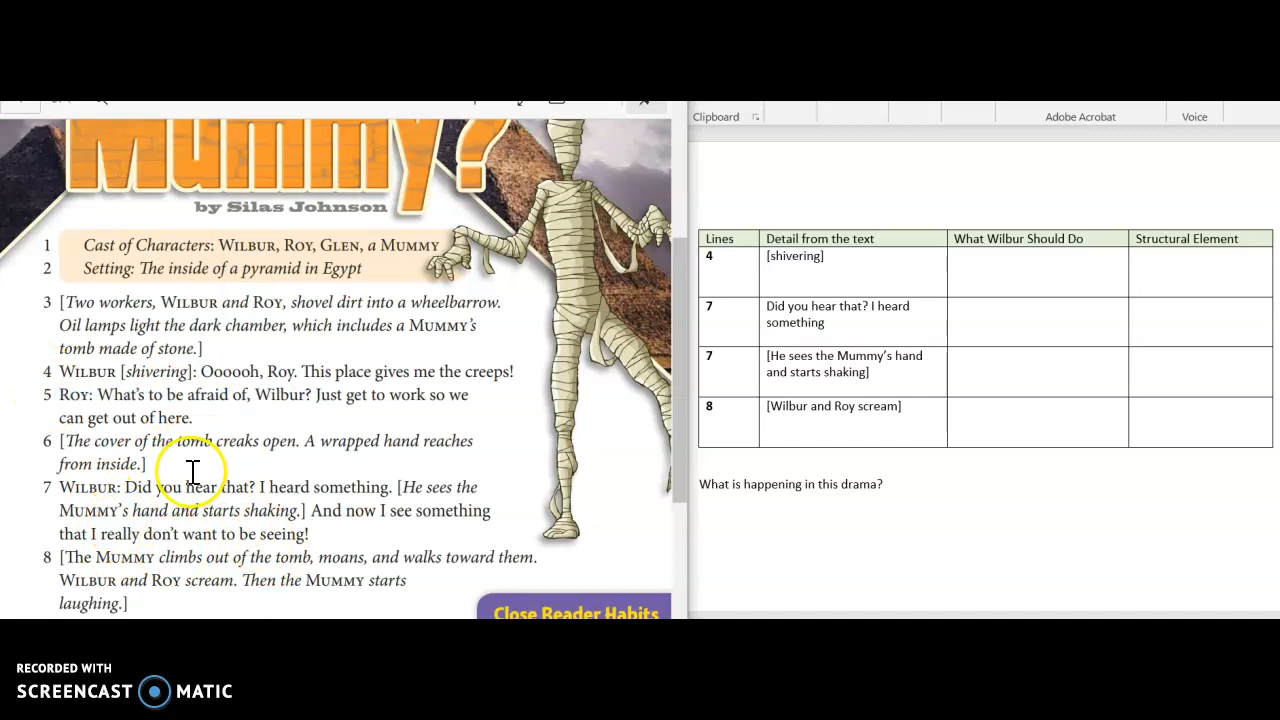 Mummy?
by Silas Johnson
1 Cast of Characters: WILBUR, ROY, GLEN, a MUMMY
2 Setting: The inside of a pyramid in Egypt
3 [Two workers, WILBUR and ROY, shovel dirt into a wheelbarrow.
Oil lamps light the dark chamber, which includes a MUMMY's
tomb made of stone.]
4 WILBUR [shivering]: Oooooh, Roy. This place gives me the creeps!
5 ROY: What's to be afraid of, Wilbur? Just get to work so we
can get out of here.
6 [The cover of the tomb creaks open. A wrapped hand reaches
from inside.]
7 WILBUR: Did you hear that? I heard something. [He sees the
MUMMY's hand and starts shaking.] And now I see something
that I really don't want to be seeing!
8 [The MUMMY climbs out of the tomb, moans, and walks toward them.
WILBUR and ROY scream. Then the MUMMY starts
laughing.]
Close Reader Habits
Clipboard Adobe Acrobat Voice
Lines Detail from the text What Wilbur Should Do Structural Element
4 [shivering]
7 Did you hear that? I heard
something
7 [He sees the Mummy's hand
and starts shaking]
8 [Wilbur and Roy scream]
What is happening in this drama?
RECORDED WITH
SCREENCAST MATIC